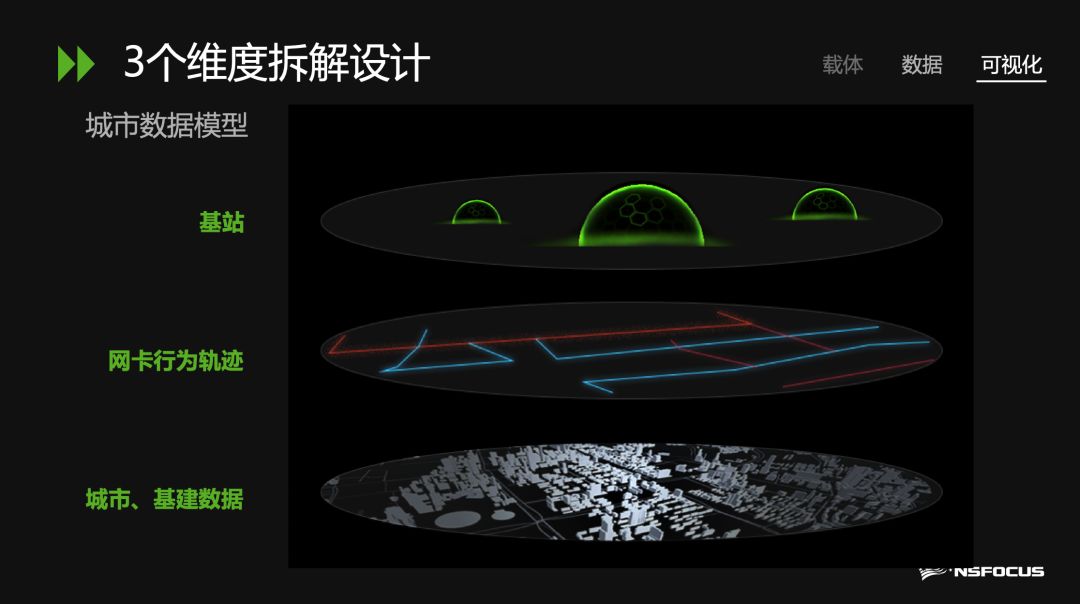 3个维度拆解设计
载体 数据 可视化
城市数据模型
基站
网卡行为轨迹
城市、基建数据
NSFOCUS